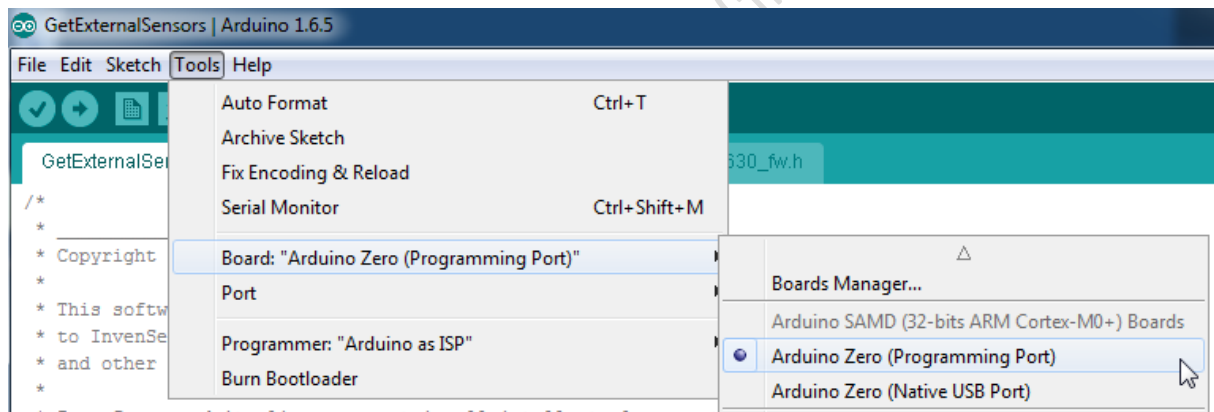 GetExternalSensors | Arduino 1.6.5
File Edit Sketch Tools Help
Auto Format Ctrl+T
Archive Sketch
GetExternalSe 630_fw.h
Fix Encoding & Reload
/*
Serial Monitor Ctrl+Shift+M
*
* Copyright Board: "Arduino Zero (Programming Port)"
*
Port Boards Manager...
* This softw
Arduino SAMD (32-bits ARM Cortex-M0+) Boards
* to InvenSe Programmer: "Arduino as ISP"
* and other Arduino Zero (Programming Port)
* Burn Bootloader
Arduino Zero (Native USB Port)